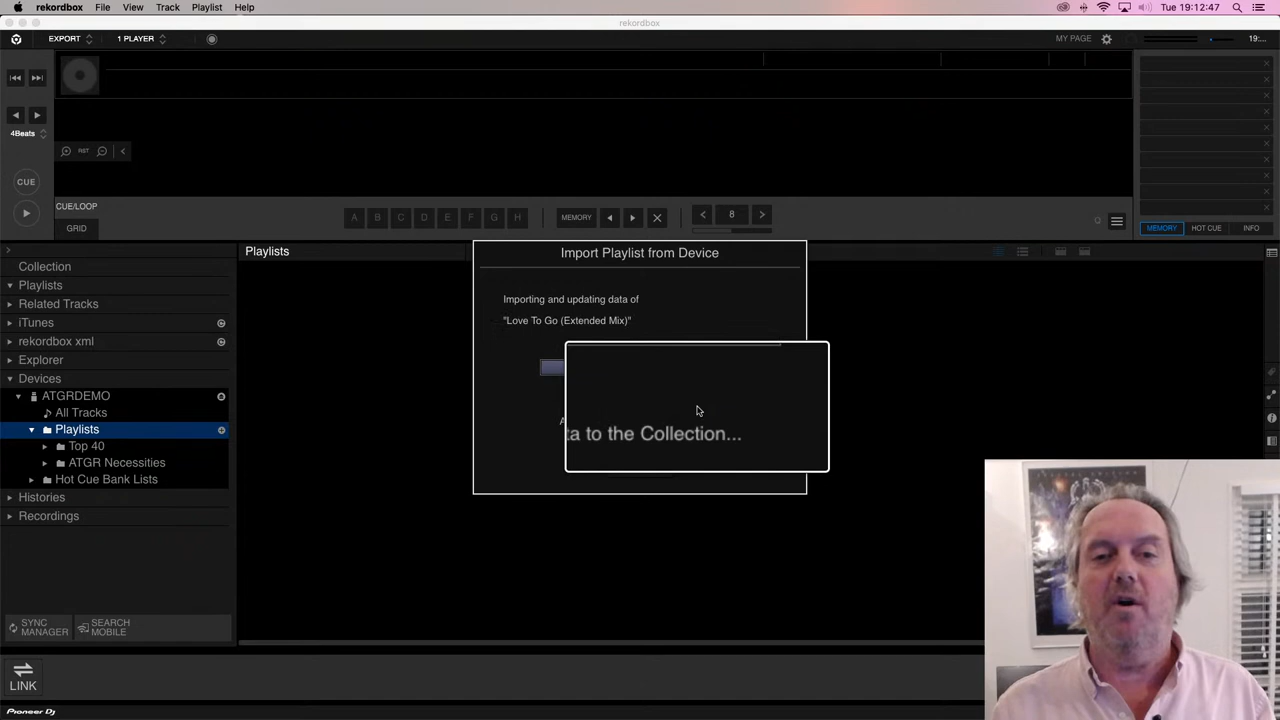 rekordbox File View Track Playlist Help
Tue 19:12:47
rekordbox
EXPORT
1 PLAYER
MY PAGE
19:...
4Beats
RST
CUE
CUE/LOOP
GRID
A B C D E F G H
MEMORY
8
Q
MEMORY
HOT CUE
INFO
Collection
Playlists
Related Tracks
iTunes
rekordbox xml
Explorer
Devices
ATGRDEMO
All Tracks
Playlists
Top 40
ATGR Necessities
Hot Cue Bank Lists
Histories
Recordings
SYNC
MANAGER
SEARCH
MOBILE
LINK
Pioneer Dj
Playlists
Import Playlist from Device
Importing and updating data of
"Love To Go (Extended Mix)"
A
ta to the Collection...